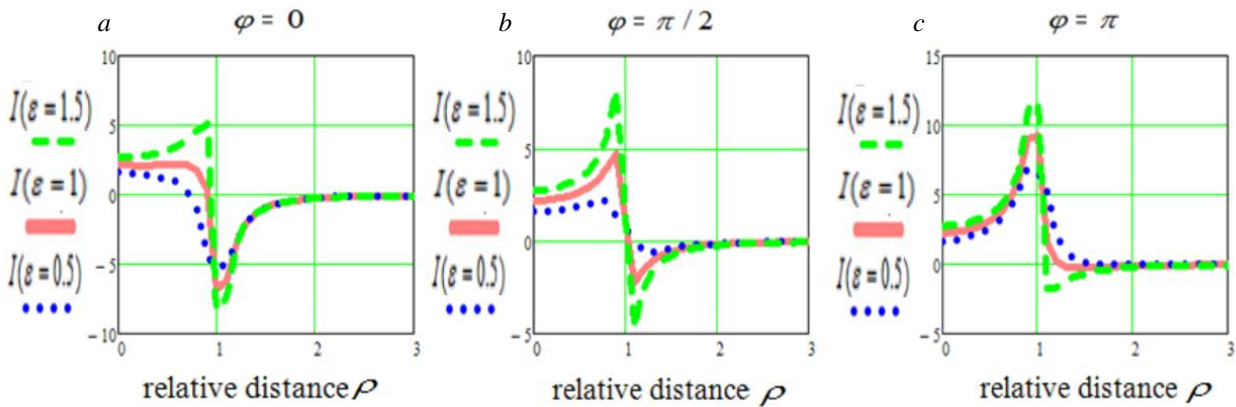 a φ = 0
10
5
0
−5
−10
I(ε=1.5)
I(ε=1)
I(ε=0.5)
0 1 2 3
relative distance ρ
b φ = π / 2
10
5
0
−5
I(ε=1.5)
I(ε=1)
I(ε=0.5)
0 1 2 3
relative distance ρ
c φ = π
15
10
5
0
−5
I(ε=1.5)
I(ε=1)
I(ε=0.5)
0 1 2 3
relative distance ρ